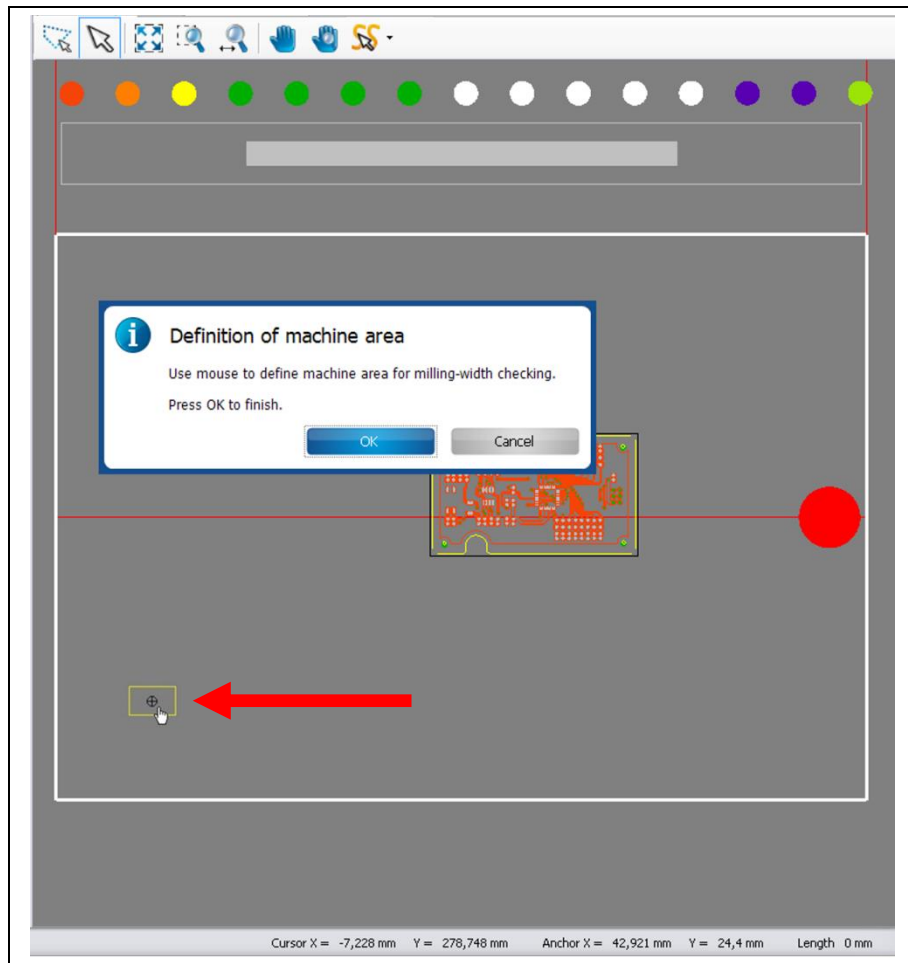 Definition of machine area
Use mouse to define machine area for milling-width checking.
Press OK to finish.
OK Cancel
Cursor X = -7,228 mm Y = 278,748 mm Anchor X = 42,921 mm Y = 24,4 mm Length 0 mm